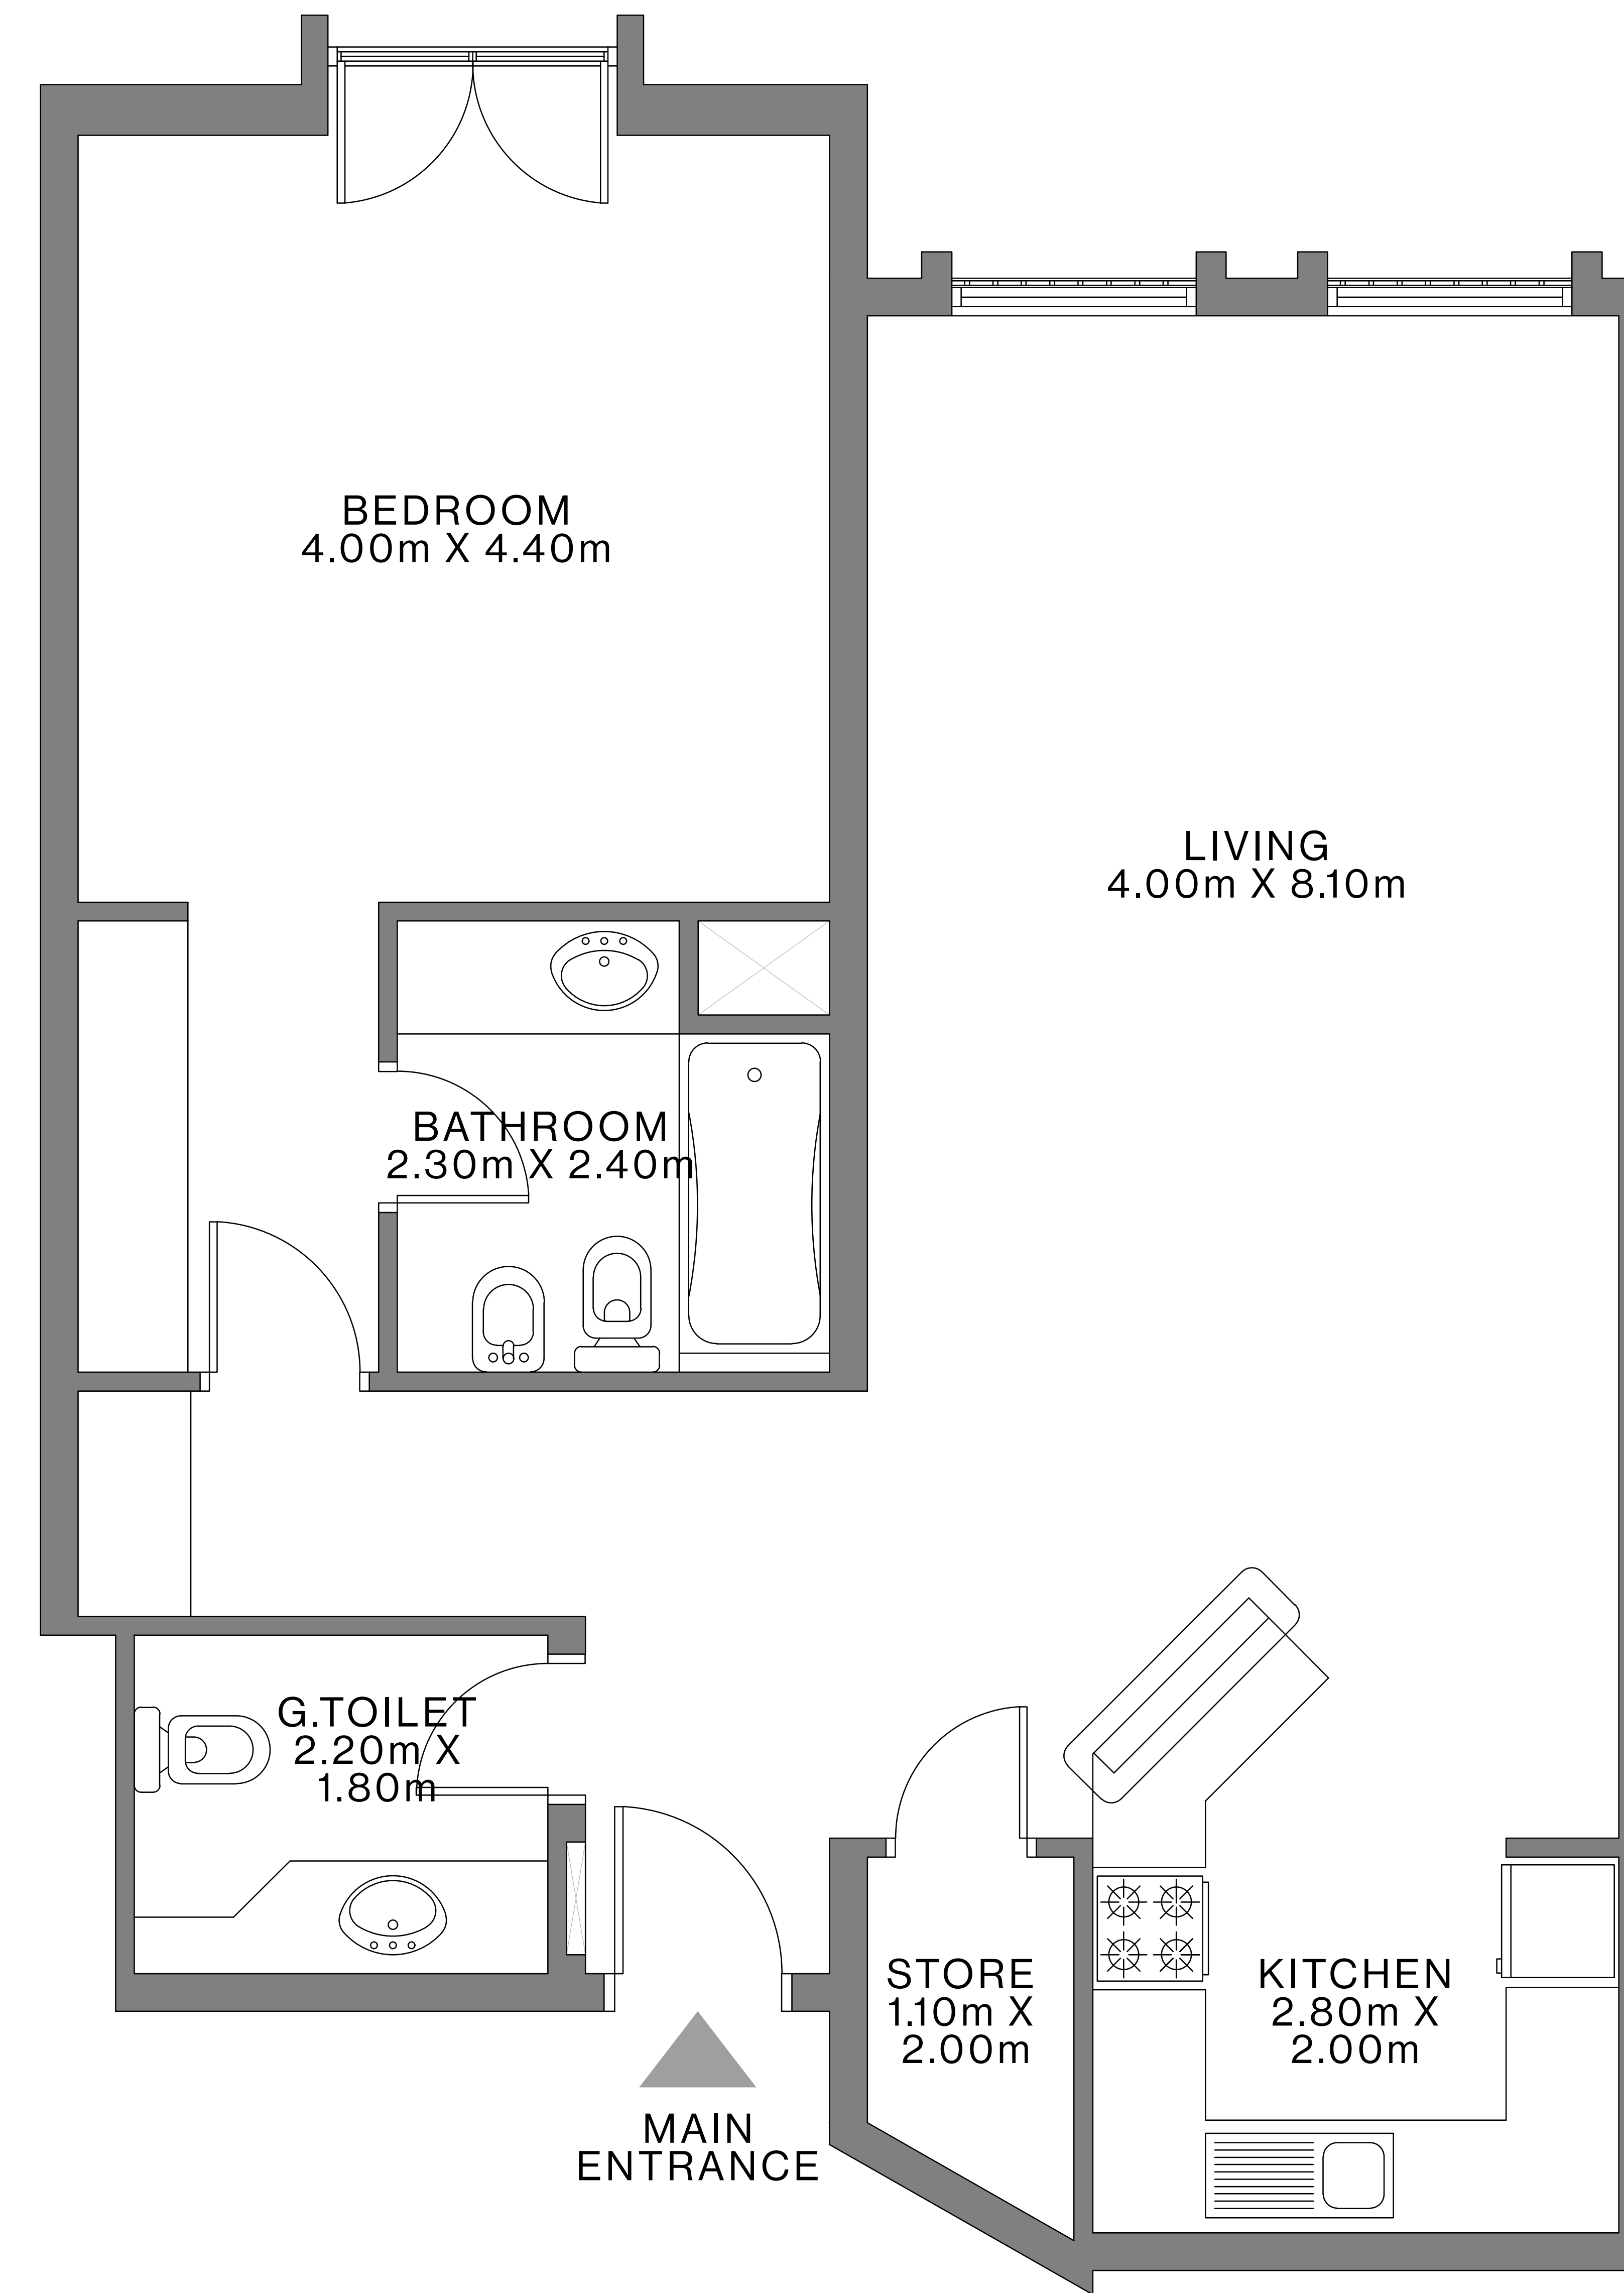 BEDROOM
4.00m X 4.40m
LIVING
4.00m X 8.10m
BATHROOM
2.30m X 2.40m
G.TOILET
2.20m X
1.80m
STORE
1.10m X
2.00m
KITCHEN
2.80m X
2.00m
MAIN
ENTRANCE